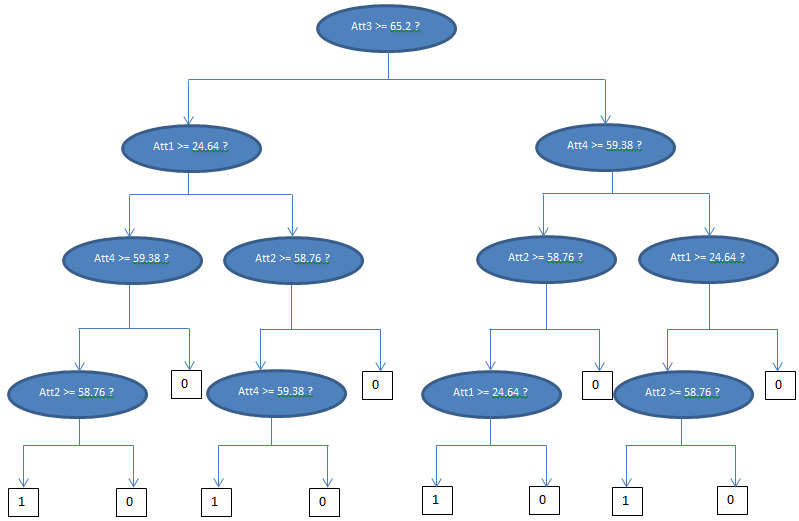 Att3 >= 65.2 ?
Att1 >= 24.64 ?
Att4 >= 59.38 ?
Att4 >= 59.38 ?
Att2 >= 58.76 ?
Att2 >= 58.76 ?
Att1 >= 24.64 ?
Att2 >= 58.76 ?
0
Att4 >= 59.38 ?
0
Att1 >= 24.64 ?
0
Att2 >= 58.76 ?
0
1
0
1
0
1
0
1
0